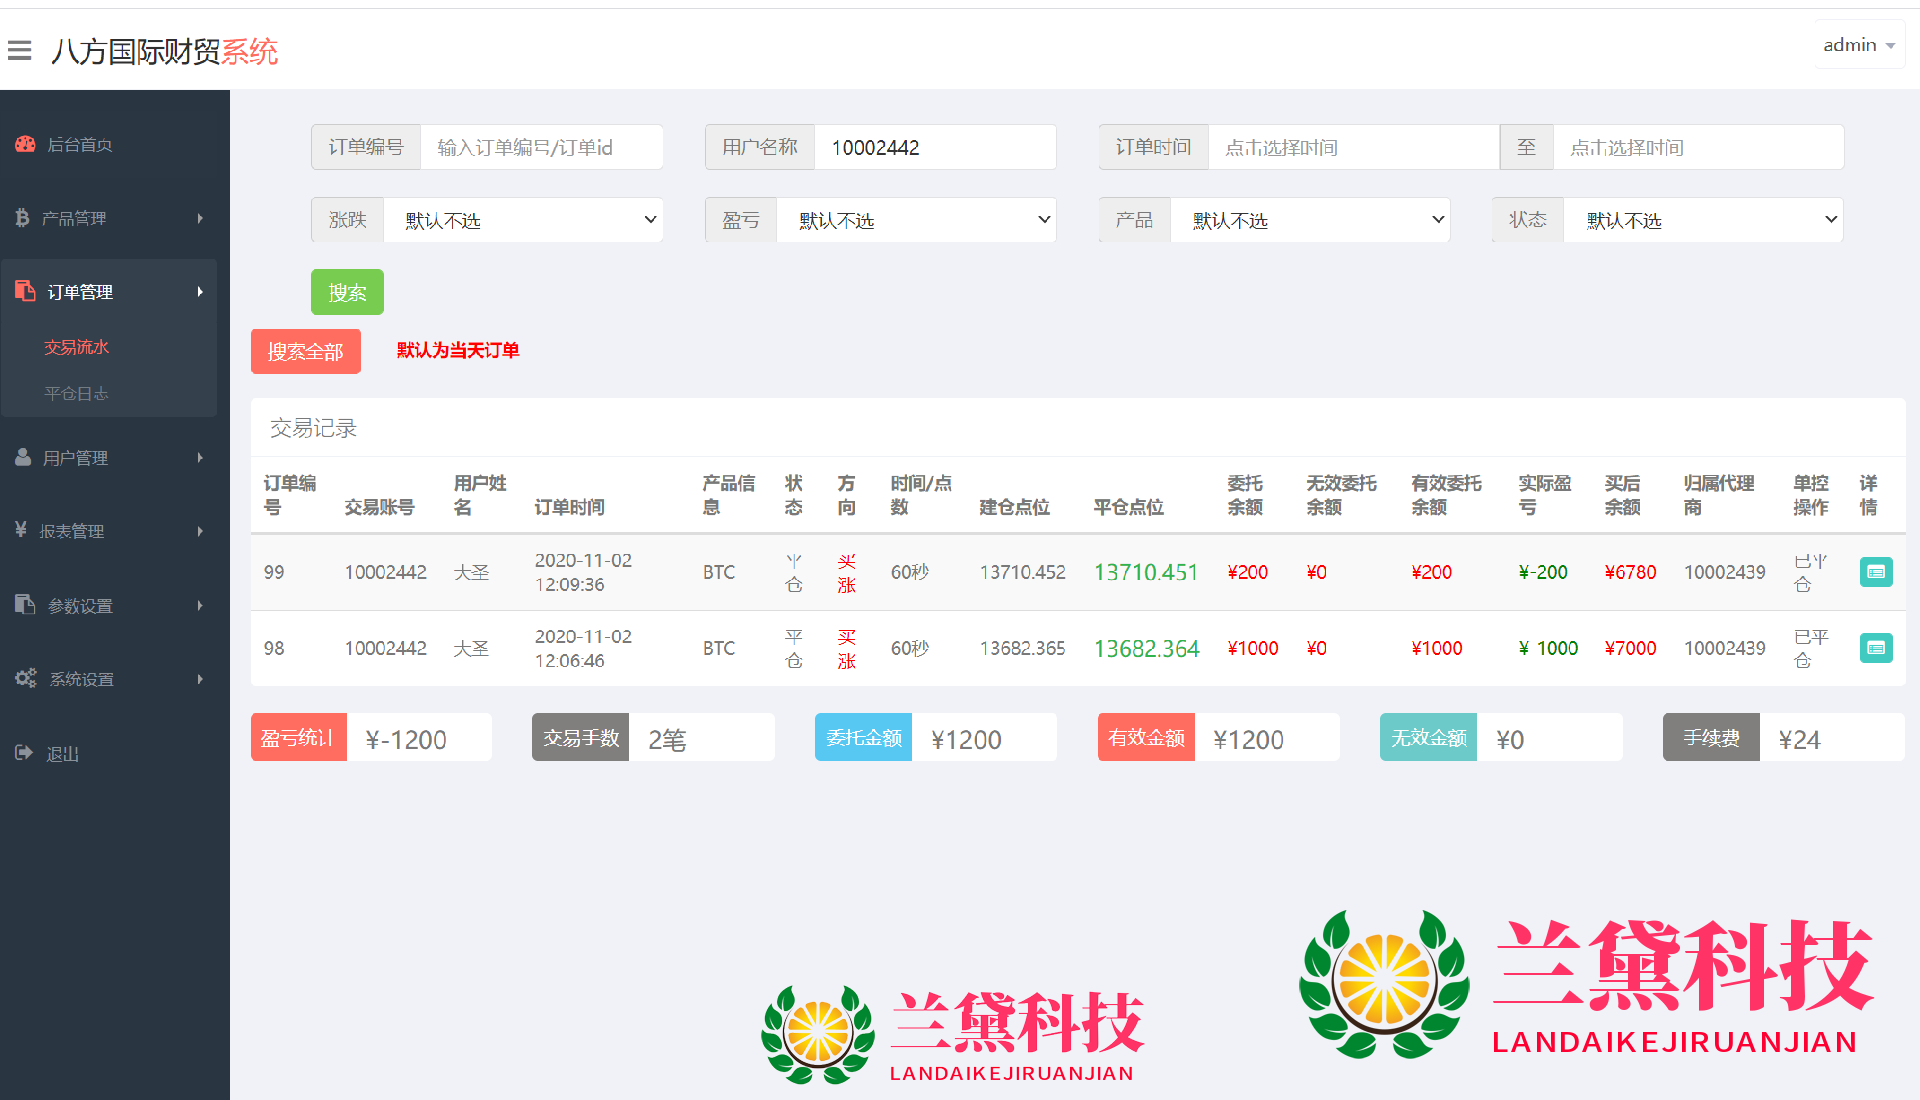 八方国际财贸系统
admin
后台首页
产品管理
订单管理
交易流水
平仓日志
用户管理
¥ 报表管理
参数设置
系统设置
退出
订单编号 输入订单编号/订单id 用户名称 10002442 订单时间 点击选择时间 至 点击选择时间
涨跌 默认不选 盈亏 默认不选 产品 默认不选 状态 默认不选
搜索
搜索全部 默认为当天订单
交易记录
订单编号 交易账号 用户姓名 订单时间 产品信息 状态 方向 时间/点数 建仓点位 平仓点位 委托余额 无效委托余额 有效委托余额 实际盈亏 买后余额 归属代理商 单控操作 详情
99 10002442 大圣 2020-11-02 12:09:36 BTC 平仓 买涨 60秒 13710.452 13710.451 ¥200 ¥0 ¥200 ¥-200 ¥6780 10002439 已平仓
98 10002442 大圣 2020-11-02 12:06:46 BTC 平仓 买涨 60秒 13682.365 13682.364 ¥1000 ¥0 ¥1000 ¥-1000 ¥7000 10002439 已平仓
盈亏统计 ¥-1200 交易手数 2笔 委托金额 ¥1200 有效金额 ¥1200 无效金额 ¥0 手续费 ¥24
兰黛科技
LANDAIKEJIRUANJIAN
兰黛科技
LANDAIKEJIRUANJIAN